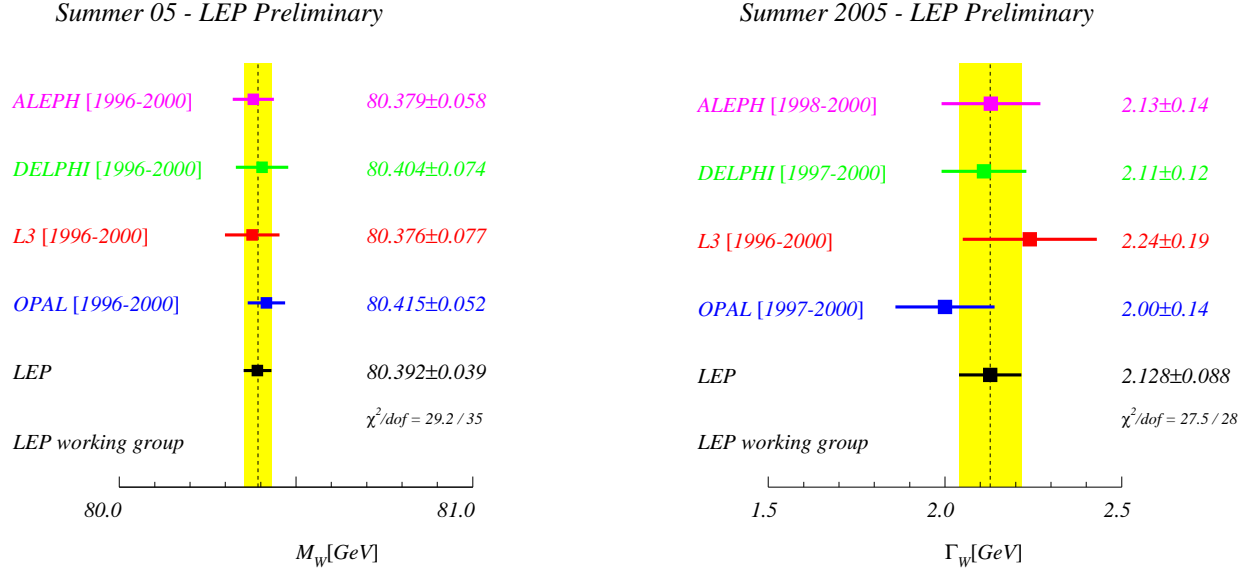 Summer 05 - LEP Preliminary
ALEPH [1996-2000] 80.379±0.058
DELPHI [1996-2000] 80.404±0.074
L3 [1996-2000] 80.376±0.077
OPAL [1996-2000] 80.415±0.052
LEP 80.392±0.039
χ²/dof = 29.2 / 35
LEP working group
80.0 81.0
M_W[GeV]
Summer 2005 - LEP Preliminary
ALEPH [1998-2000] 2.13±0.14
DELPHI [1997-2000] 2.11±0.12
L3 [1996-2000] 2.24±0.19
OPAL [1997-2000] 2.00±0.14
LEP 2.128±0.088
χ²/dof = 27.5 / 28
LEP working group
1.5 2.0 2.5
Γ_W[GeV]